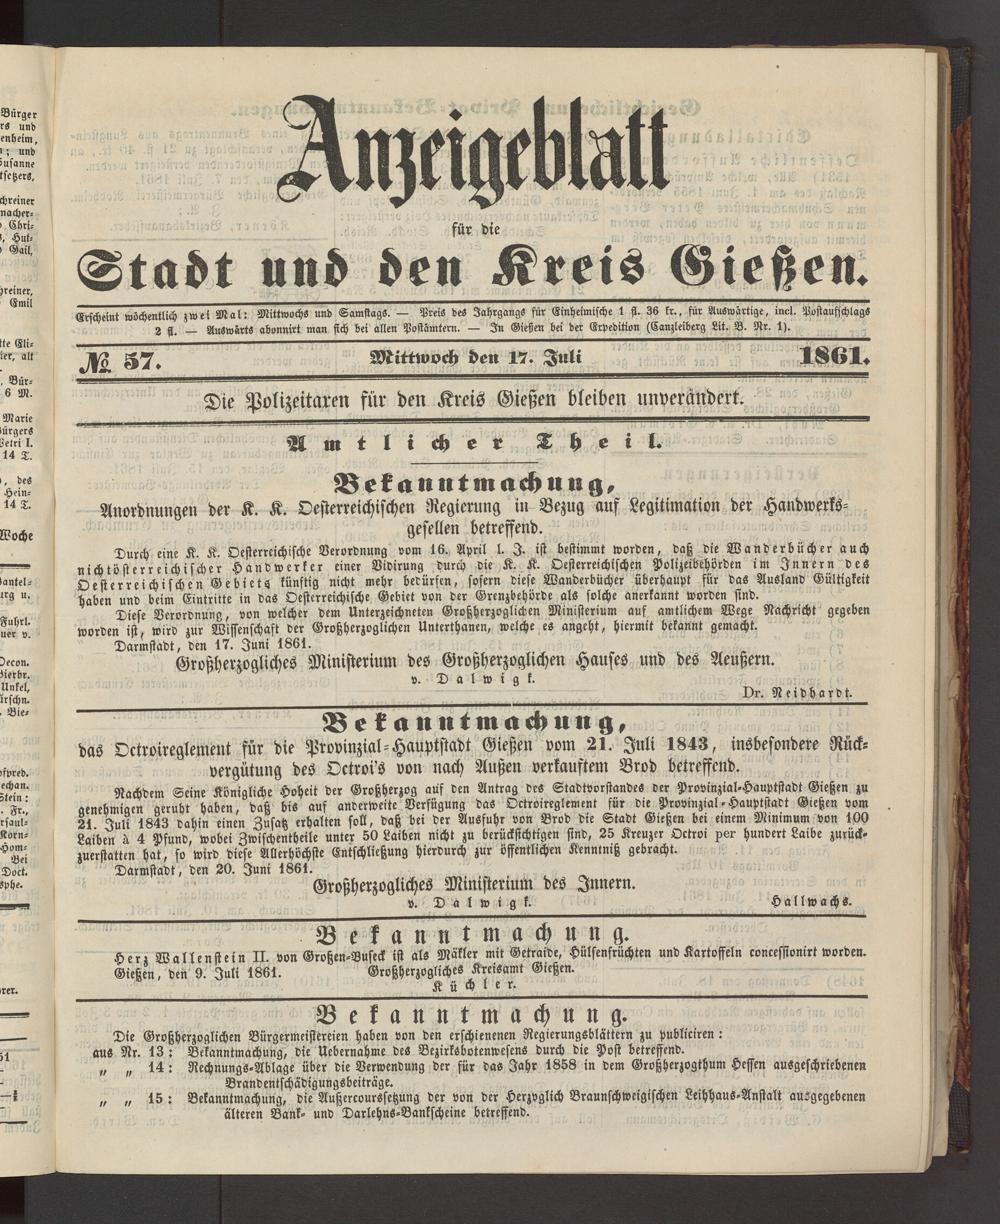 Anzeigeblatt
für die
Stadt und den Kreis Gießen.
Erscheint wöchentlich zwei Mal: Mittwochs und Samstags. — Preis des Jahrgangs für Einheimische 1 fl. 36 kr., für Auswärtige, incl. Postaufschlags
2 fl. — Auswärts abonnirt man sich bei allen Postämtern. — In Gießen bei der Expedition (Canzleiberg Lit. B. Nr. 1).
№ 57. Mittwoch den 17. Juli 1861.
Die Polizeitaxen für den Kreis Gießen bleiben unverändert.
Amtlicher Theil.
Bekanntmachung,
Anordnungen der K. K. Oesterreichischen Regierung in Bezug auf Legitimation der Handwerks-
gesellen betreffend.
Durch eine K. K. Oesterreichische Verordnung vom 16. April l. J. ist bestimmt worden, daß die Wanderbücher auch
nichtösterreichischer Handwerker einer Vidirung durch die K. K. Oesterreichischen Polizeibehörden im Innern des
Oesterreichischen Gebiets künftig nicht mehr bedürfen, sofern diese Wanderbücher überhaupt für das Ausland Gültigkeit
haben und beim Eintritte in das Oesterreichische Gebiet von der Grenzbehörde als solche anerkannt worden sind.
Diese Verordnung, von welcher dem Unterzeichneten Großherzoglichen Ministerium auf amtlichem Wege Nachricht gegeben
worden ist, wird zur Wissenschaft der Großherzoglichen Unterthanen, welche es angeht, hiermit bekannt gemacht.
Darmstadt, den 17. Juni 1861.
Großherzogliches Ministerium des Großherzoglichen Hauses und des Aeußern.
v. Dalwigk.
Dr. Neidhardt.
Bekanntmachung,
das Octroireglement für die Provinzial-Hauptstadt Gießen vom 21. Juli 1843, insbesondere Rück-
vergütung des Octroi's von nach Außen verkauftem Brod betreffend.
Nachdem Seine Königliche Hoheit der Großherzog auf den Antrag des Stadtvorstandes der Provinzial-Hauptstadt Gießen zu
genehmigen geruht haben, daß bis auf anderweite Verfügung das Octroireglement für die Provinzial-Hauptstadt Gießen vom
21. Juli 1843 dahin einen Zusatz erhalten soll, daß bei der Ausfuhr von Brod die Stadt Gießen bei einem Minimum von 100
Laiben à 4 Pfund, wobei Zwischentheile unter 50 Laiben nicht zu berücksichtigen sind, 25 Kreuzer Octroi per hundert Laibe zurück-
zuerstatten hat, so wird diese Allerhöchste Entschließung hierdurch zur öffentlichen Kenntniß gebracht.
Darmstadt, den 20. Juni 1861.
Großherzogliches Ministerium des Innern.
v. Dalwigk. Hallwachs.
Bekanntmachung.
Herz Wallenstein II. von Großen-Buseck ist als Mäkler mit Getraide, Hülsenfrüchten und Kartoffeln concessionirt worden.
Gießen, den 9. Juli 1861. Großherzogliches Kreisamt Gießen.
Küchler.
Bekanntmachung.
Die Großherzoglichen Bürgermeistereien haben von den erschienenen Regierungsblättern zu publiciren:
aus Nr. 13: Bekanntmachung, die Uebernahme des Bezirksbotenwesens durch die Post betreffend.
„ „ 14: Rechnungs-Ablage über die Verwendung der für das Jahr 1858 in dem Großherzogthum Hessen ausgeschriebenen
Brandentschädigungsbeiträge.
„ „ 15: Bekanntmachung, die Außercourssetzung der von der Herzoglich Braunschweigischen Leihhaus-Anstalt ausgegebenen
älteren Bank- und Darlehns-Bankscheine betreffend.